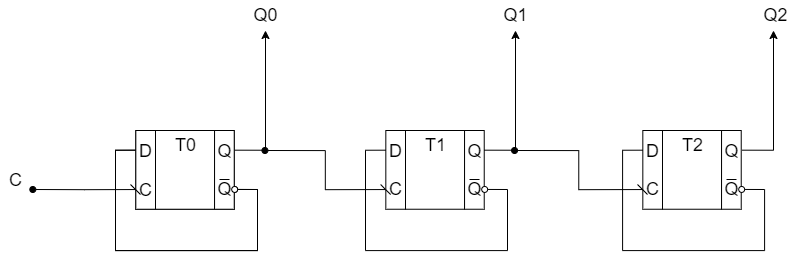 Q0 Q1 Q2
D T0 Q D T1 Q D T2 Q
C C Q̅ C Q̅ C Q̅